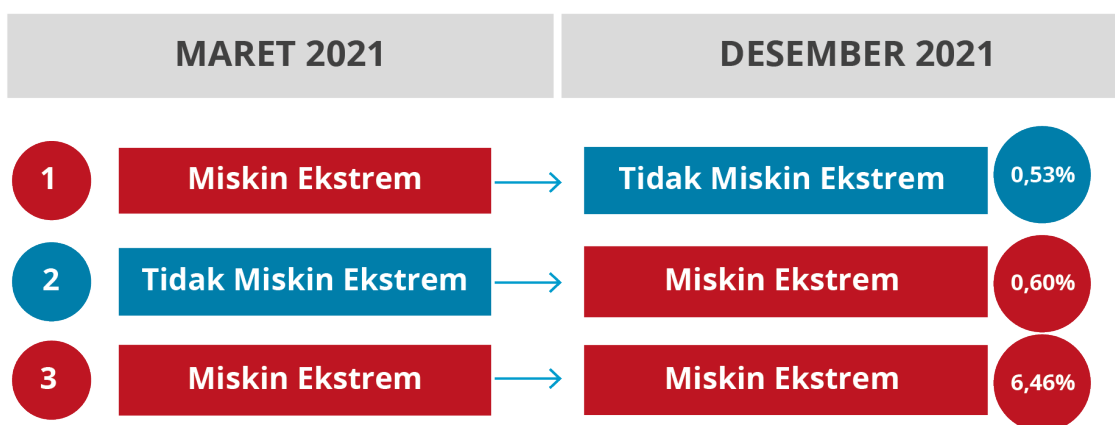 MARET 2021
DESEMBER 2021
1
Miskin Ekstrem
Tidak Miskin Ekstrem
0,53%
2
Tidak Miskin Ekstrem
Miskin Ekstrem
0,60%
3
Miskin Ekstrem
Miskin Ekstrem
6,46%